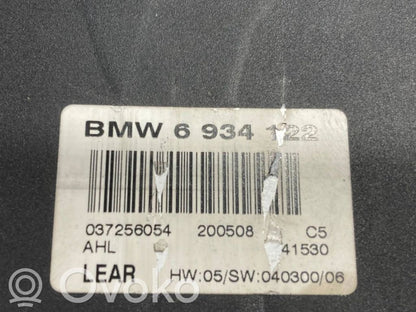 BMW 6 934 122
037256054 200508 C5
AHL 41530
LEAR HW:05/SW:040300/06
Ovoko